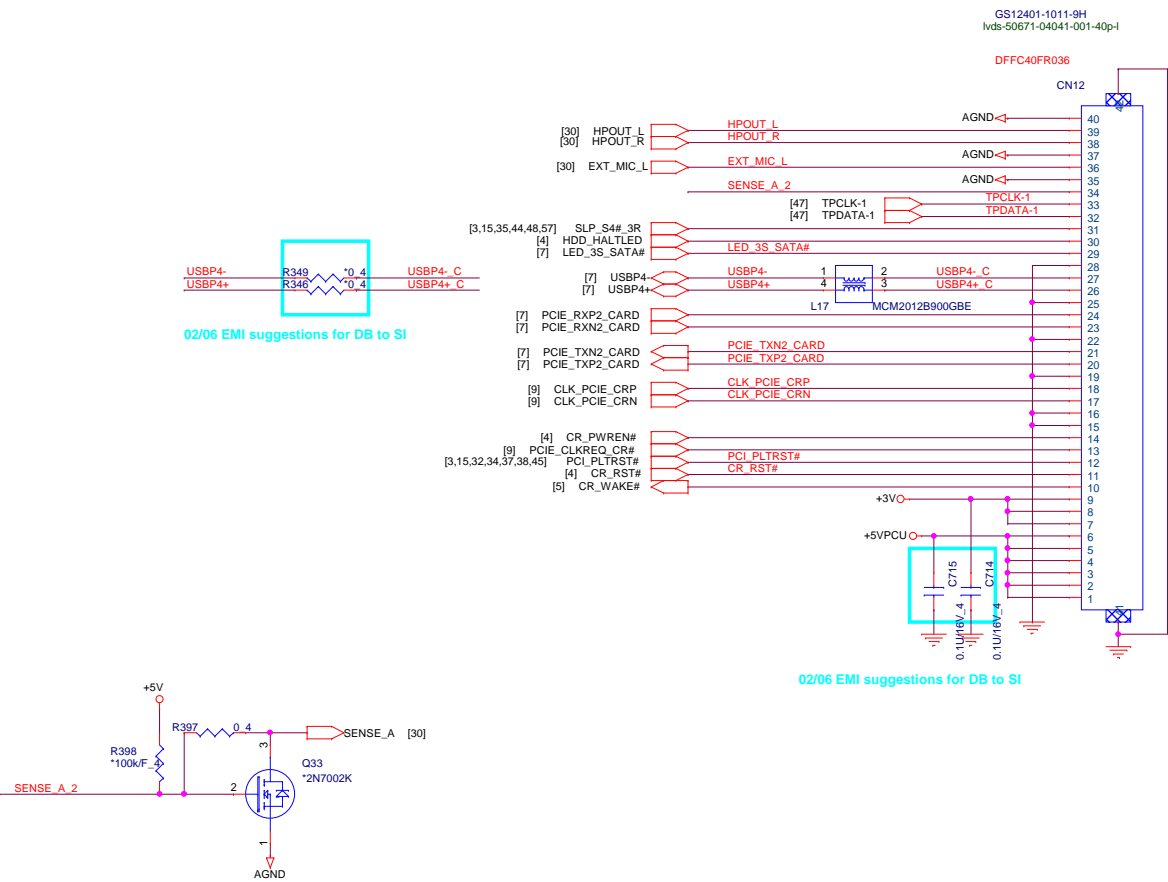 GS12401-1011-9H
lvds-50671-04041-001-40p-l
DFFC40FR036
CN12
[30] HPOUT_L HPOUT_L AGND 40
39
[30] HPOUT_R HPOUT_R 38
AGND 37
[30] EXT_MIC_L EXT_MIC_L 36
AGND 35
SENSE_A_2 34
[47] TPCLK-1 TPCLK-1 33
[47] TPDATA-1 TPDATA-1 32
[3,15,35,44,48,57] SLP_S4#_3R 31
[4] HDD_HALTLED 30
[7] LED_3S_SATA# LED_3S_SATA# 29
28
USBP4- R349 *0_4 USBP4-_C
USBP4+ R346 *0_4 USBP4+_C
02/06 EMI suggestions for DB to SI
[7] USBP4- USBP4- 1 2 USBP4-_C 27
[7] USBP4+ USBP4+ 4 3 USBP4+_C 26
L17 MCM2012B900GBE
25
[7] PCIE_RXP2_CARD 24
[7] PCIE_RXN2_CARD 23
22
[7] PCIE_TXN2_CARD PCIE_TXN2_CARD 21
[7] PCIE_TXP2_CARD PCIE_TXP2_CARD 20
19
[9] CLK_PCIE_CRP CLK_PCIE_CRP 18
[9] CLK_PCIE_CRN CLK_PCIE_CRN 17
16
15
[4] CR_PWREN# 14
[9] PCIE_CLKREQ_CR# 13
[3,15,32,34,37,38,45] PCI_PLTRST# PCI_PLTRST# 12
[4] CR_RST# CR_RST# 11
[5] CR_WAKE# 10
+3V 9
8
7
+5VPCU 6
5
4
3
2
1
C715
0.1U/16V_4
C714
0.1U/16V_4
02/06 EMI suggestions for DB to SI
+5V
R397 0_4
SENSE_A [30]
R398
*100k/F_4
3
Q33
*2N7002K
SENSE_A_2
2
1
AGND